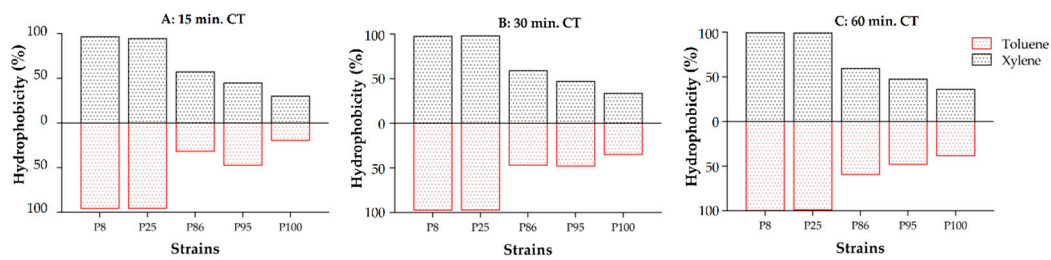 A: 15 min. CT
Hydrophobicity (%)
100
50
0
50
100
P8 P25 P86 P95 P100
Strains
B: 30 min. CT
Hydrophobicity (%)
100
50
0
50
100
P8 P25 P86 P95 P100
Strains
C: 60 min. CT
Hydrophobicity (%)
100
50
0
50
100
P8 P25 P86 P95 P100
Strains
Toluene
Xylene